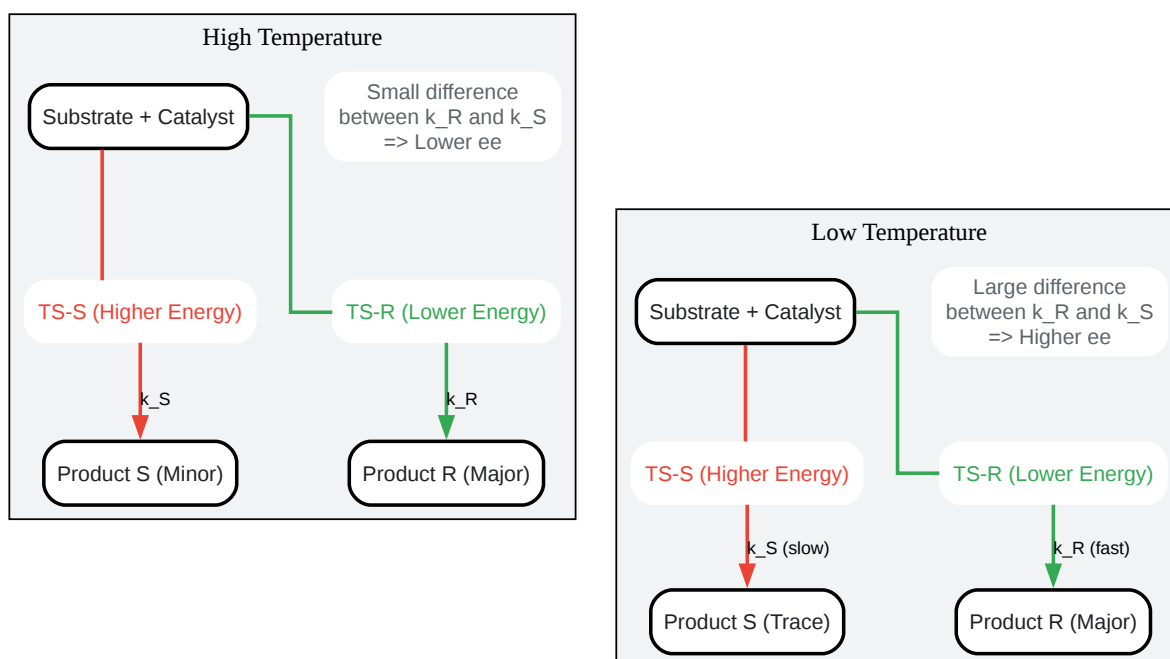 High Temperature
Substrate + Catalyst
Small difference
between k_R and k_S
=> Lower ee
TS-S (Higher Energy)
TS-R (Lower Energy)
k_S
k_R
Product S (Minor)
Product R (Major)
Low Temperature
Substrate + Catalyst
Large difference
between k_R and k_S
=> Higher ee
TS-S (Higher Energy)
TS-R (Lower Energy)
k_S (slow)
k_R (fast)
Product S (Trace)
Product R (Major)